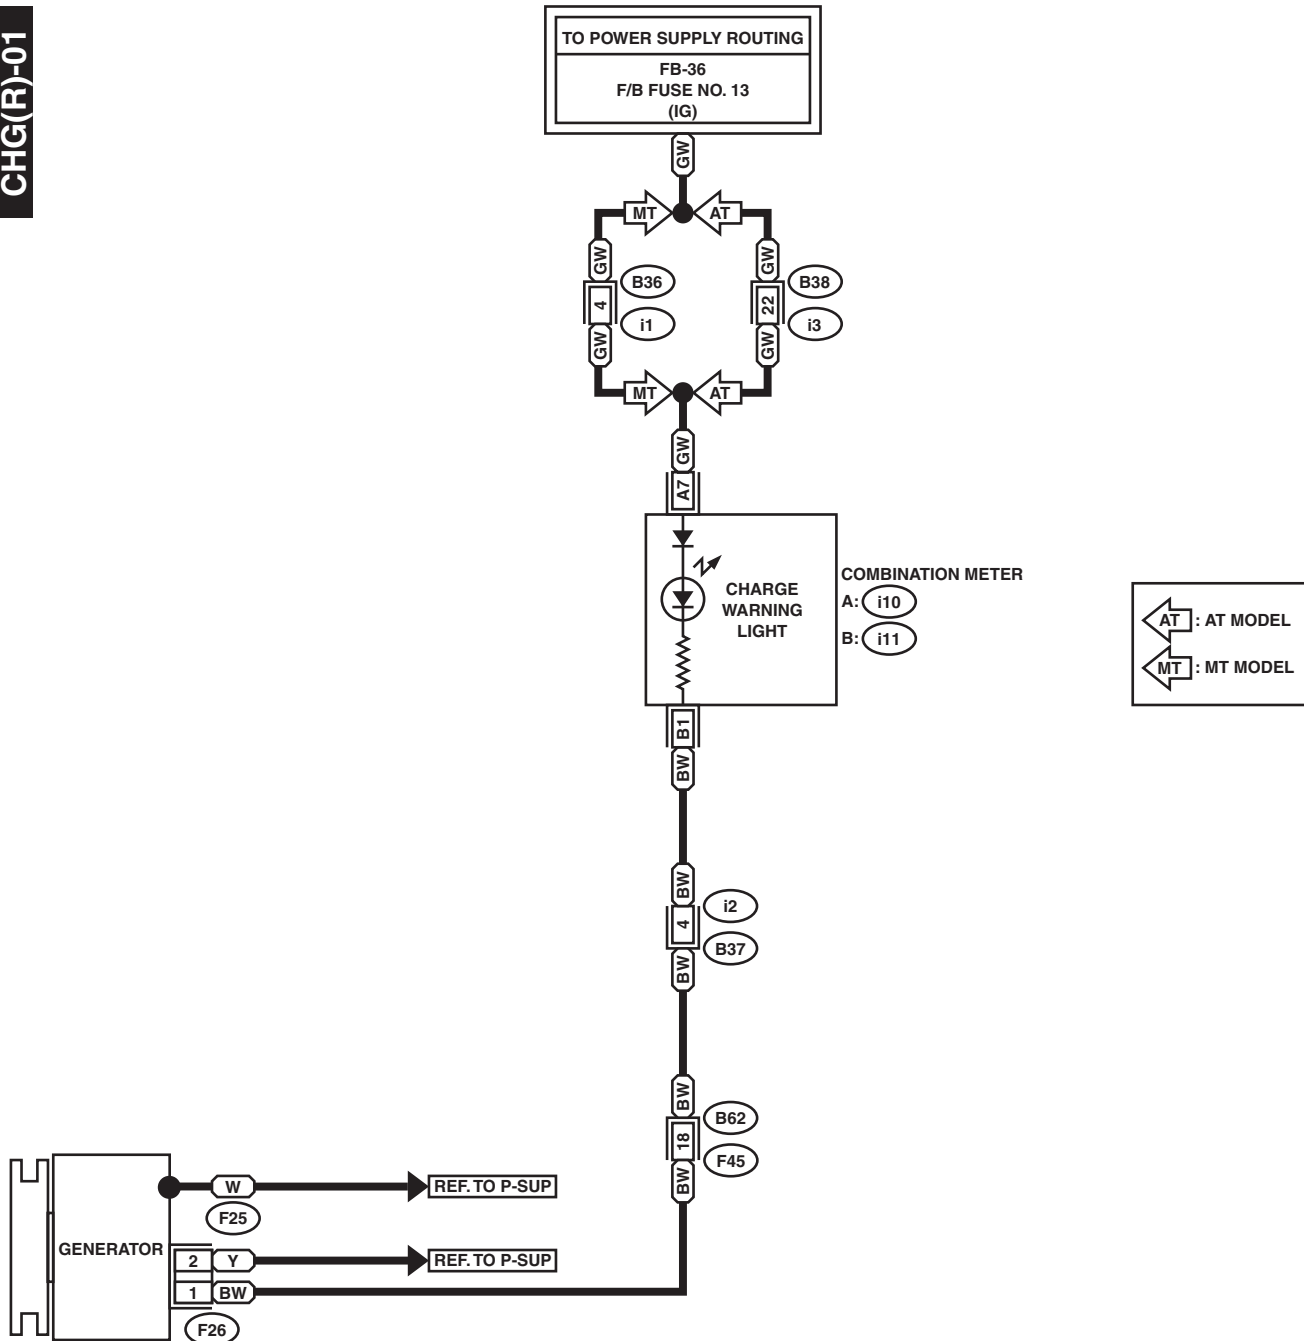 CHG(R)-01
TO POWER SUPPLY ROUTING
FB-36
F/B FUSE NO. 13
(IG)
GW
MT
AT
GW
GW
B36
B38
4
22
i1
i3
GW
GW
MT
AT
GW
A7
CHARGE
WARNING
LIGHT
COMBINATION METER
A: i10
B: i11
AT : AT MODEL
MT : MT MODEL
B1
BW
BW
i2
4
B37
BW
BW
B62
18
F45
BW
GENERATOR
W
REF. TO P-SUP
F25
2
Y
REF. TO P-SUP
1
BW
F26